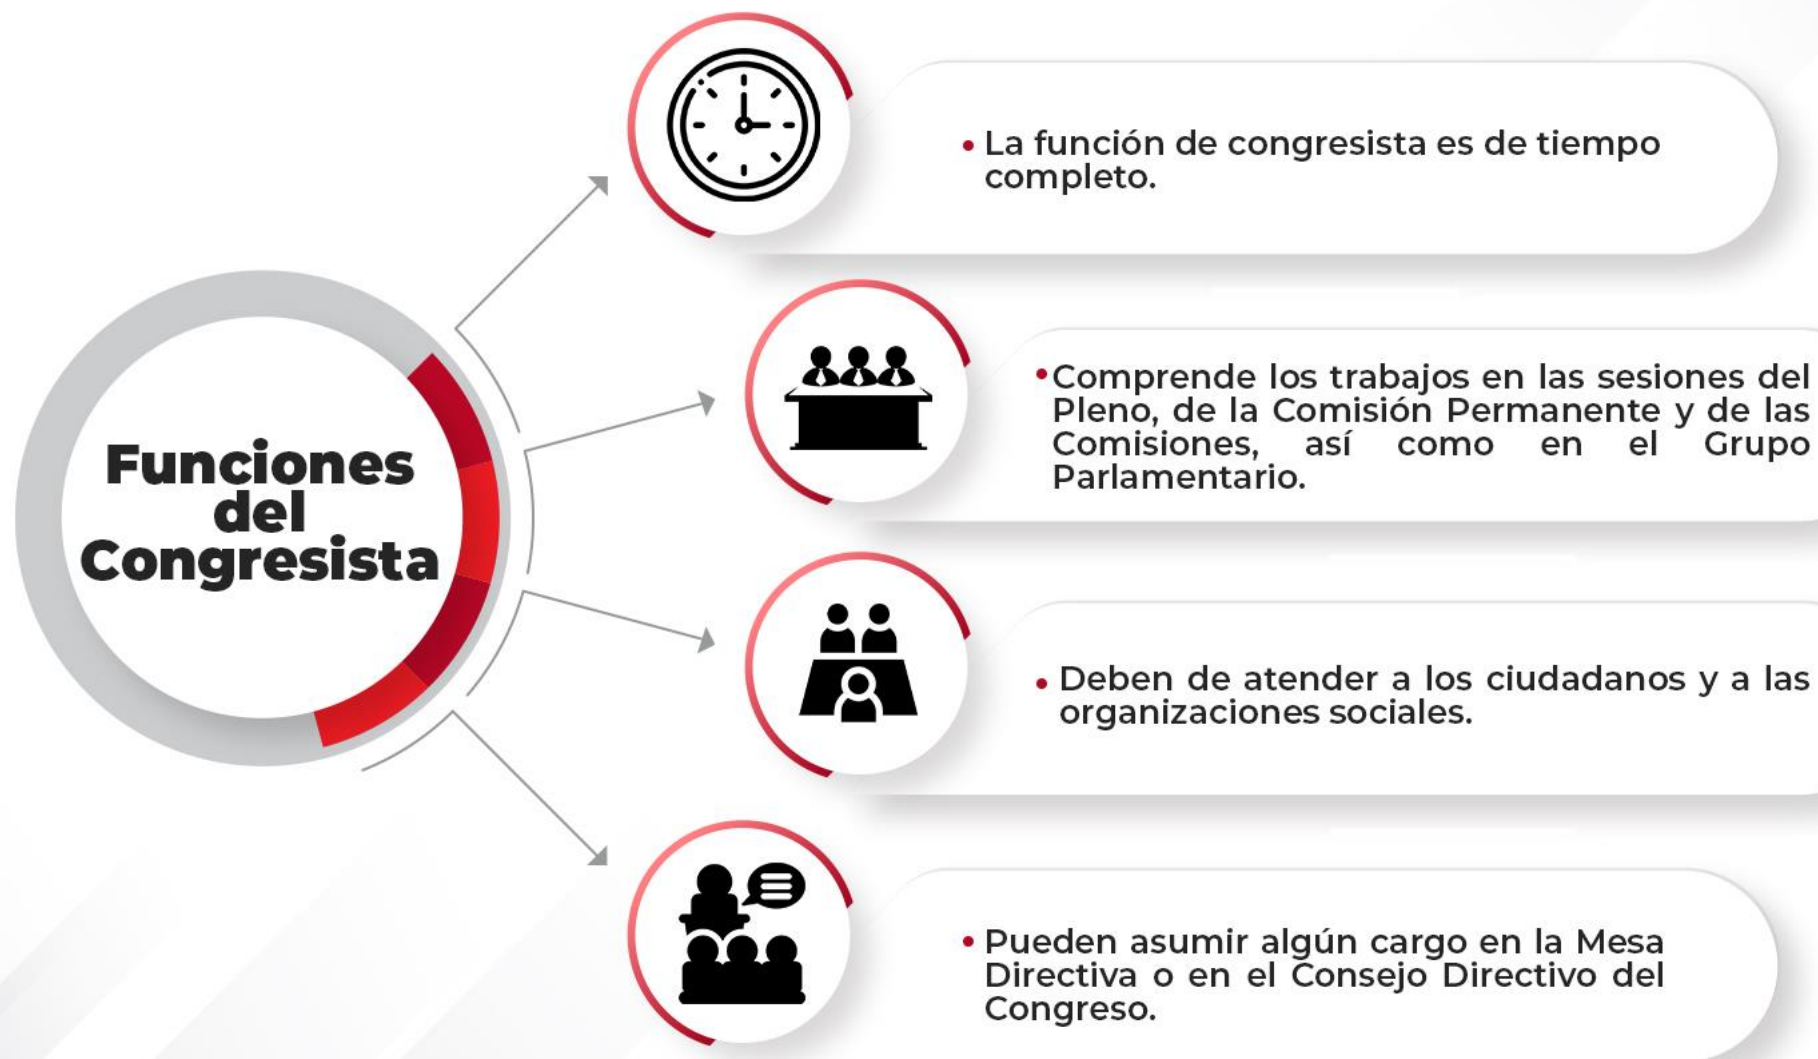 Funciones
del
Congresista
• La función de congresista es de tiempo
completo.
• Comprende los trabajos en las sesiones del
Pleno, de la Comisión Permanente y de las
Comisiones, así como en el Grupo
Parlamentario.
• Deben de atender a los ciudadanos y a las
organizaciones sociales.
• Pueden asumir algún cargo en la Mesa
Directiva o en el Consejo Directivo del
Congreso.